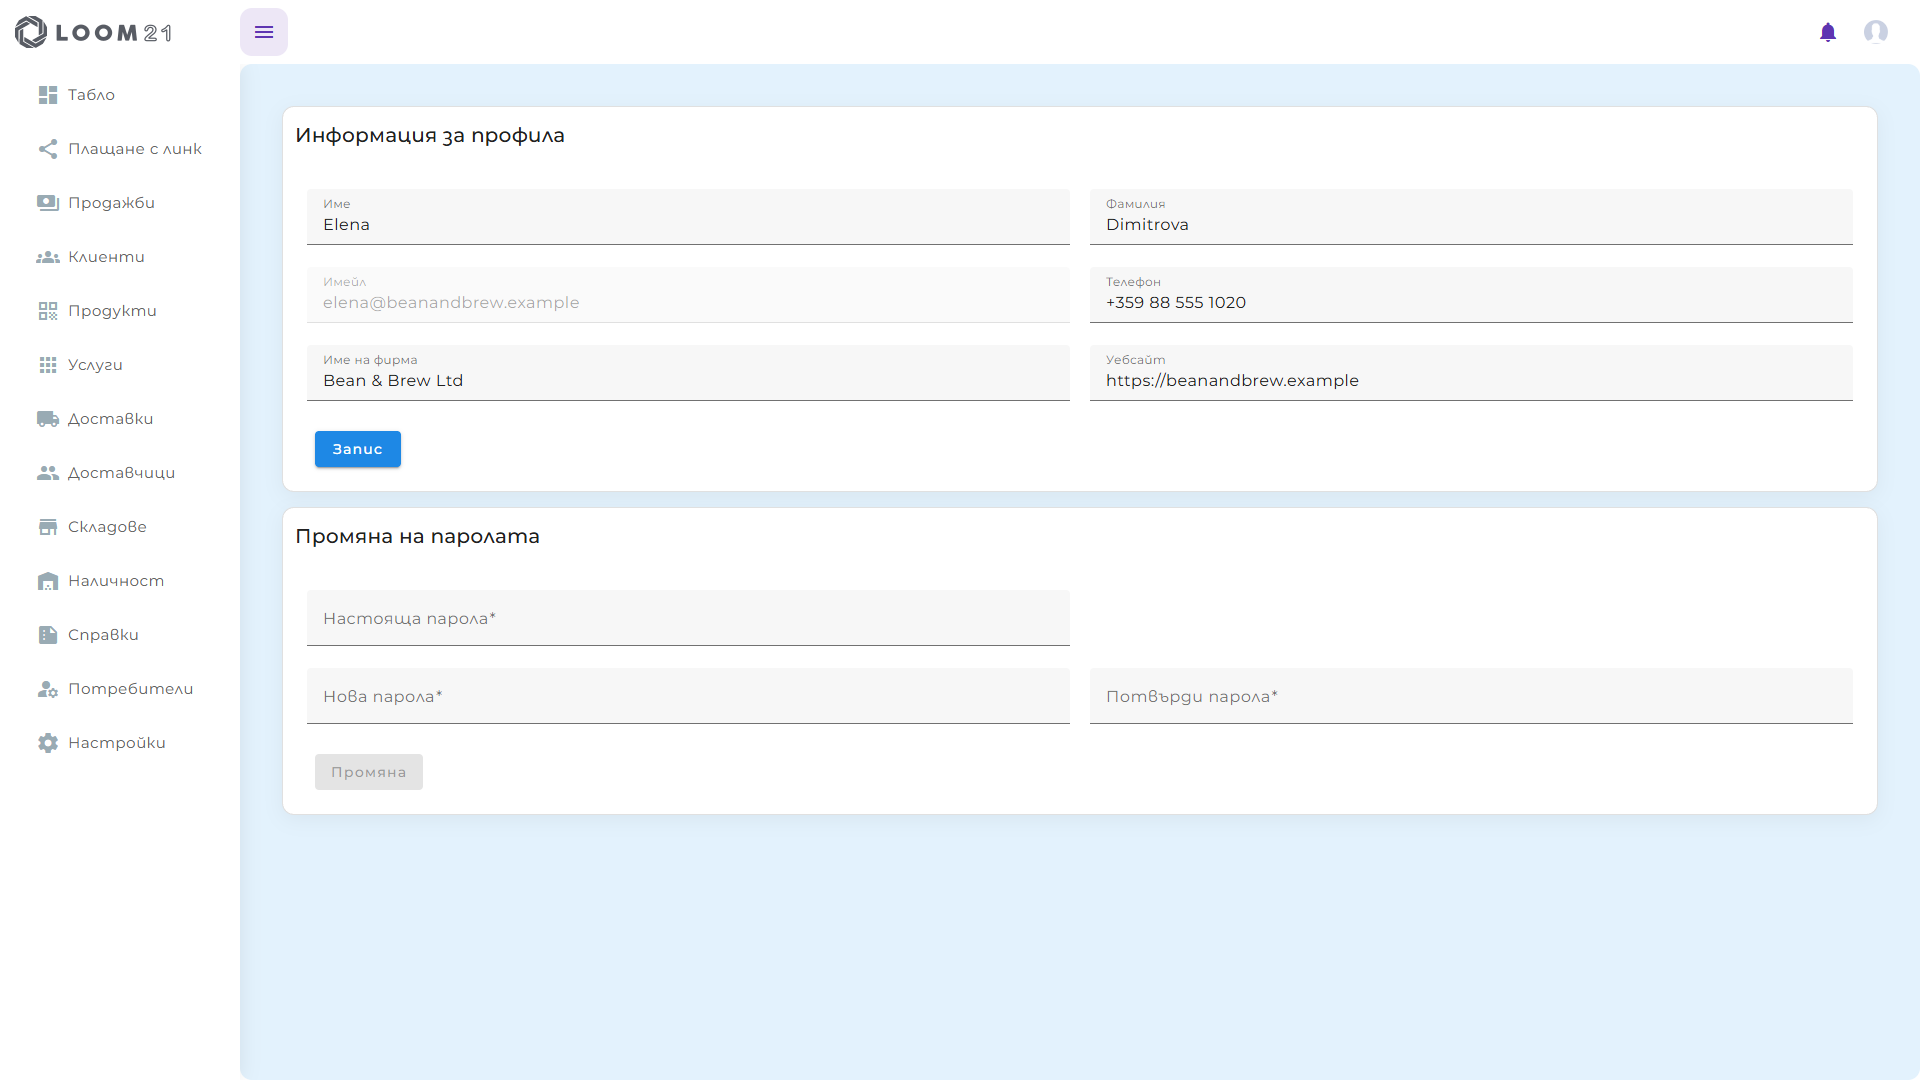 LOOM 21
Табло
Плащане с линк
Продажби
Клиенти
Продукти
Услуги
Доставки
Доставчици
Складове
Наличност
Справки
Потребители
Настройки
Информация за профила
Име
Elena
Фамилия
Dimitrova
Имейл
elena@beanandbrew.example
Телефон
+359 88 555 1020
Име на фирма
Bean & Brew Ltd
Уебсайт
https://beanandbrew.example
Запис
Промяна на паролата
Настояща парола*
Нова парола*
Потвърди парола*
Промяна